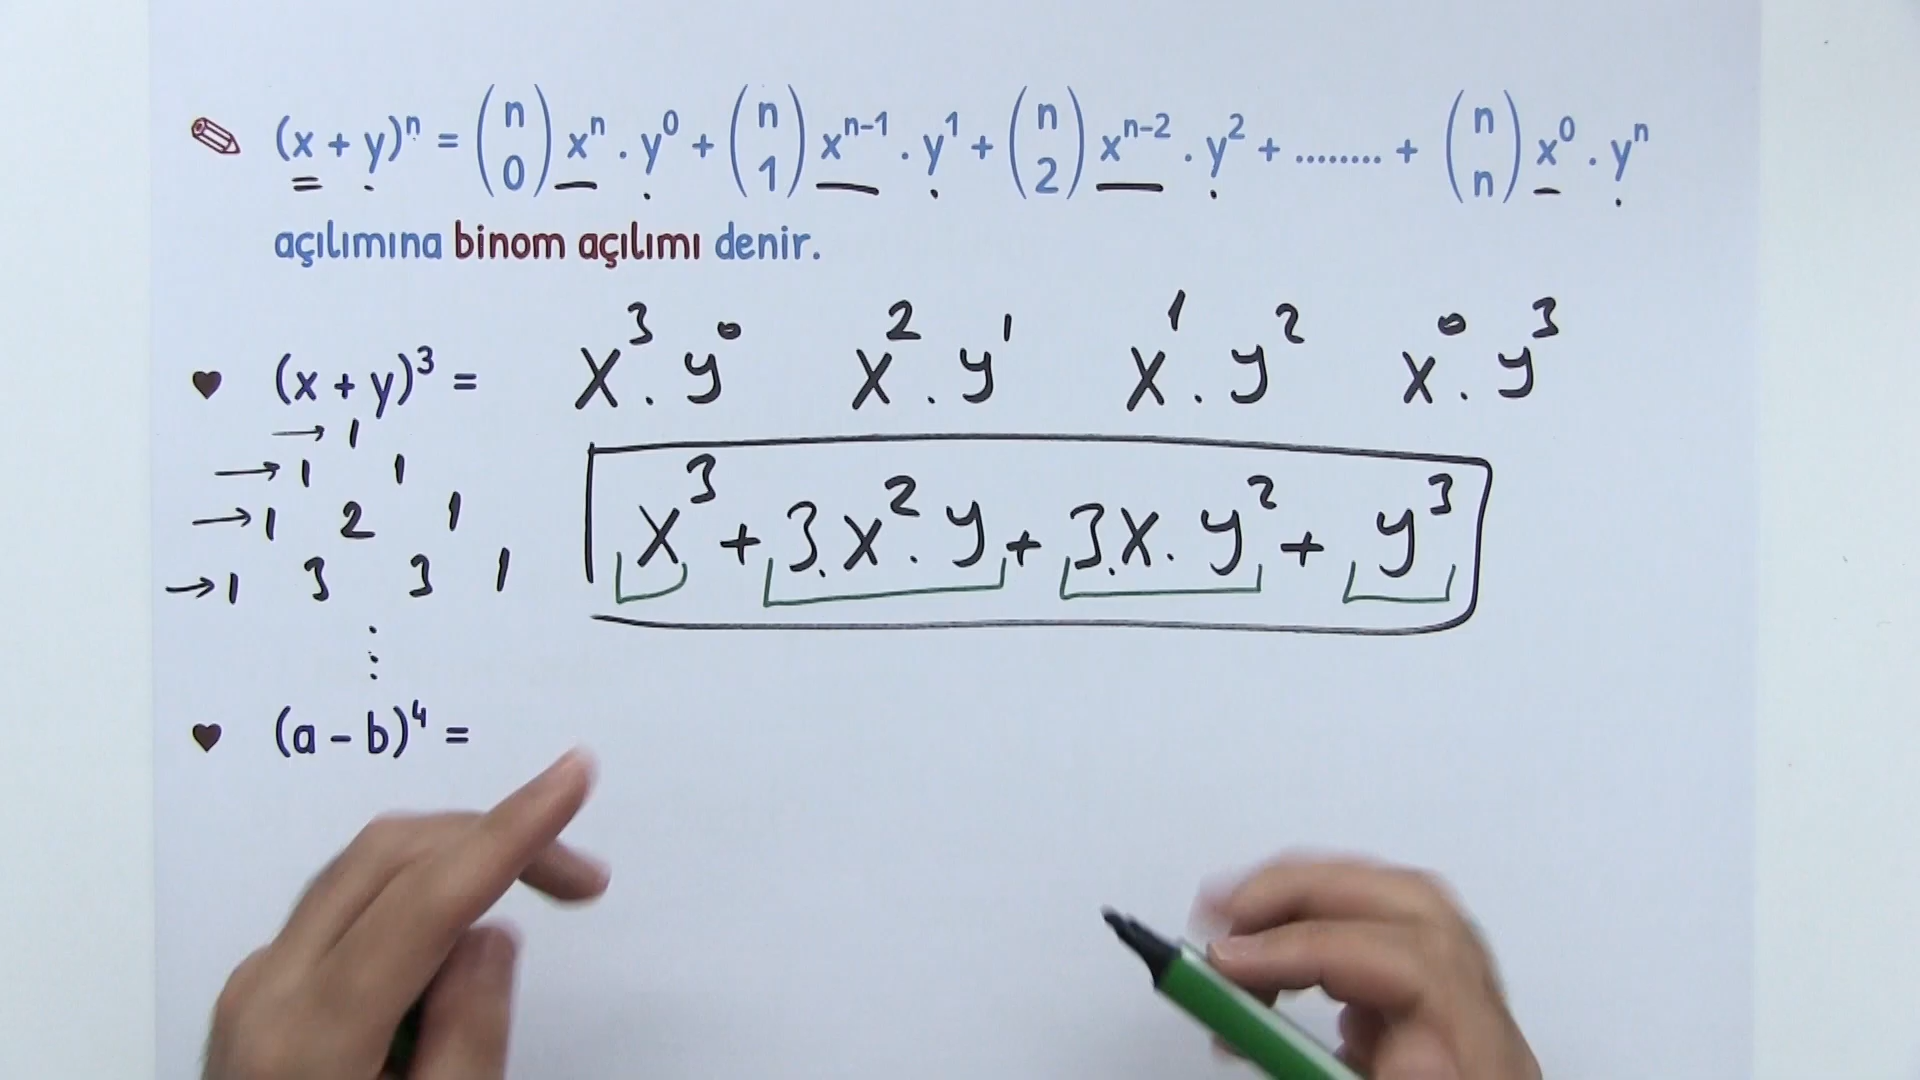 (x + y)ⁿ = (n 0) xⁿ . y⁰ + (n 1) xⁿ⁻¹ . y¹ + (n 2) xⁿ⁻² . y² + ........ + (n n) x⁰ . yⁿ
açılımına binom açılımı denir.
(x + y)³ = x³ . y⁰ x² . y¹ x¹ . y² x⁰ . y³
→ 1
→ 1 1
→ 1 2 1
→ 1 3 3 1
x³ + 3.x².y + 3.x.y² + y³
(a - b)⁴ =